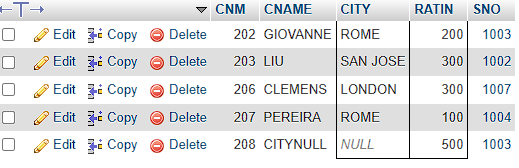 CNM CNAME CITY RATIN SNO
Edit Copy Delete 202 GIOVANNE ROME 200 1003
Edit Copy Delete 203 LIU SAN JOSE 300 1002
Edit Copy Delete 206 CLEMENS LONDON 300 1007
Edit Copy Delete 207 PEREIRA ROME 100 1004
Edit Copy Delete 208 CITYNULL NULL 500 1003